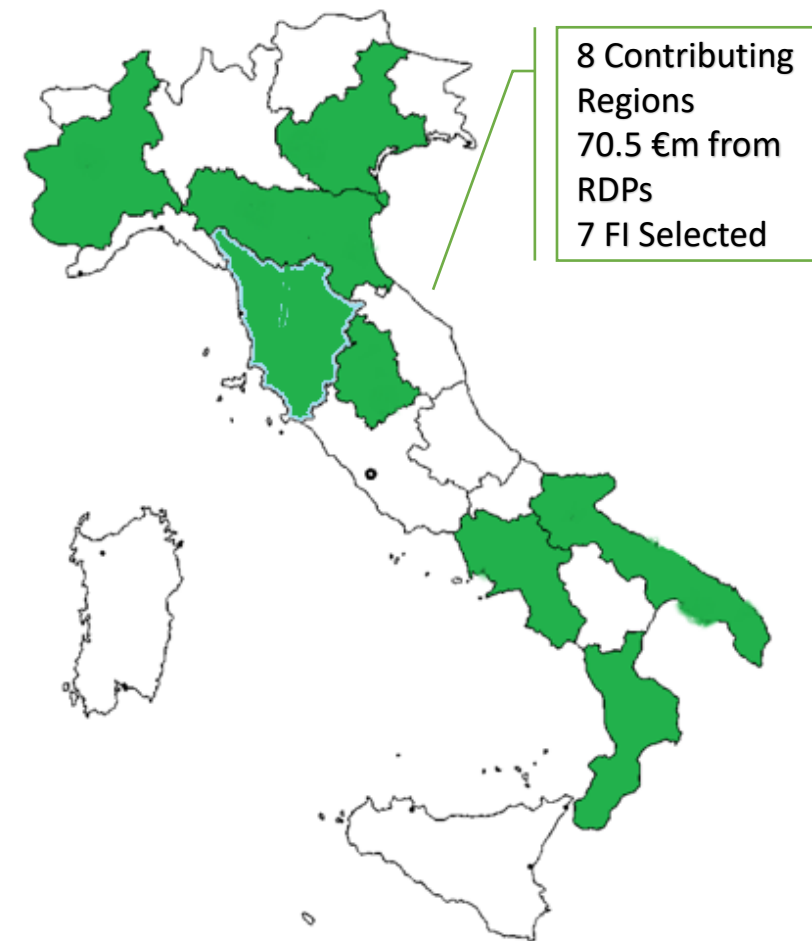 8 Contributing
Regions
70.5 €m from
RDPs
7 FI Selected